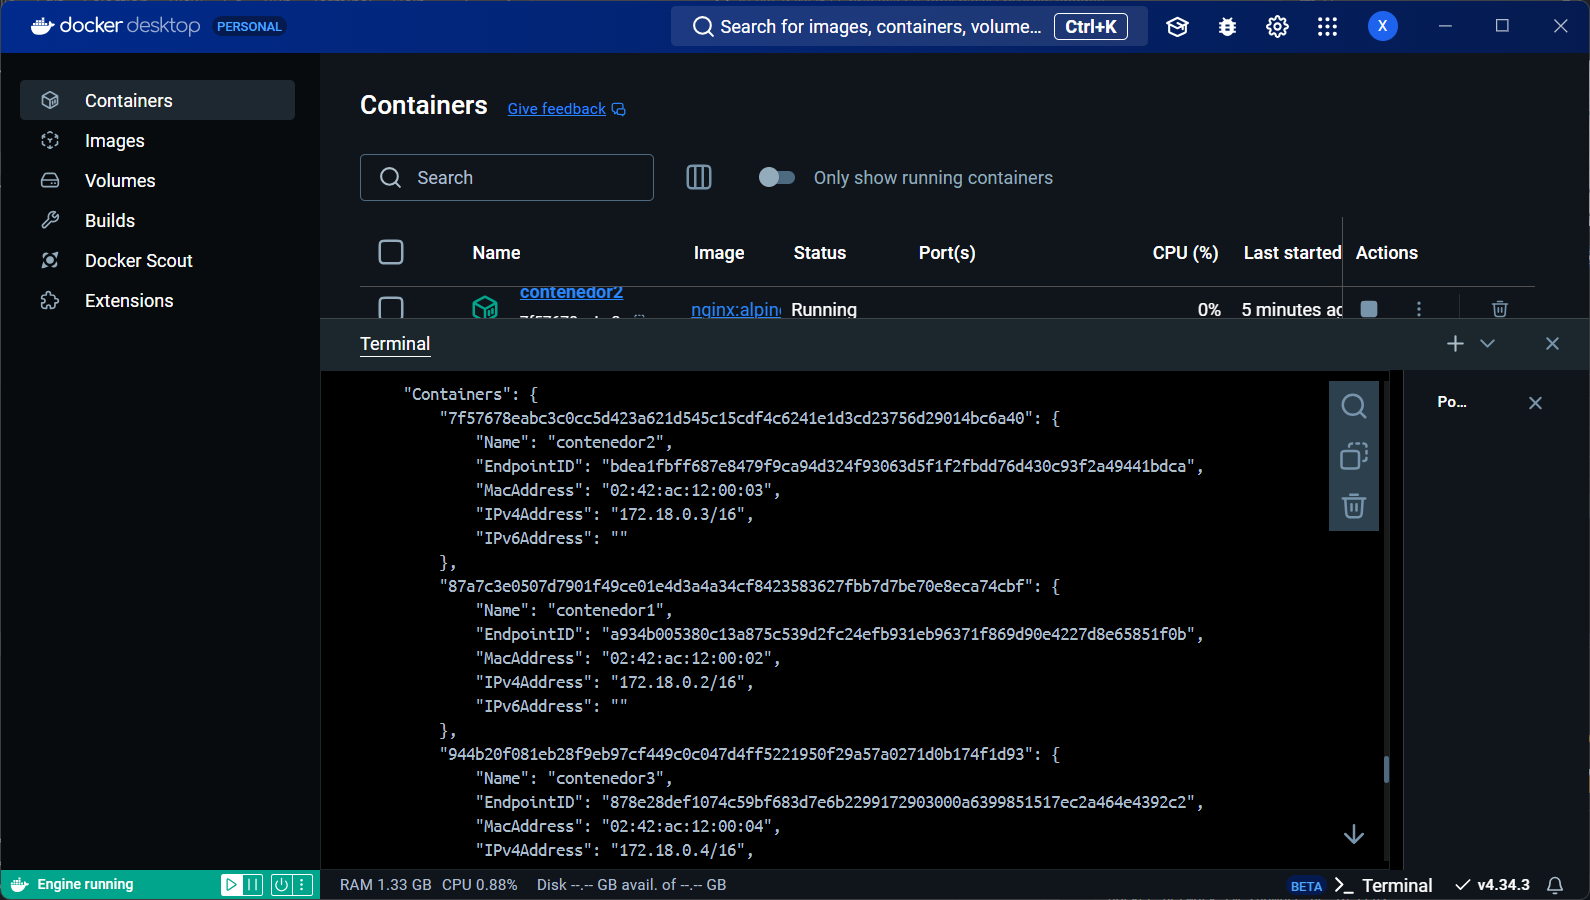 docker desktop PERSONAL
Search for images, containers, volume... Ctrl+K
X
Containers
Images
Volumes
Builds
Docker Scout
Extensions
Containers Give feedback
Search
Only show running containers
Name Image Status Port(s) CPU (%) Last started Actions
contenedor2
nginx:alpin Running 0% 5 minutes ag
Terminal
Po...
"Containers": {
"7f57678eabc3c0cc5d423a621d545c15cdf4c6241e1d3cd23756d29014bc6a40": {
"Name": "contenedor2",
"EndpointID": "bdea1fbff687e8479f9ca94d324f93063d5f1f2fbdd76d430c93f2a49441bdca",
"MacAddress": "02:42:ac:12:00:03",
"IPv4Address": "172.18.0.3/16",
"IPv6Address": ""
},
"87a7c3e0507d7901f49ce01e4d3a4a34cf8423583627fbb7d7be70e8eca74cbf": {
"Name": "contenedor1",
"EndpointID": "a934b005380c13a875c539d2fc24efb931eb96371f869d90e4227d8e65851f0b",
"MacAddress": "02:42:ac:12:00:02",
"IPv4Address": "172.18.0.2/16",
"IPv6Address": ""
},
"944b20f081eb28f9eb97cf449c0c047d4ff5221950f29a57a0271d0b174f1d93": {
"Name": "contenedor3",
"EndpointID": "878e28def1074c59bf683d7e6b2299172903000a6399851517ec2a464e4392c2",
"MacAddress": "02:42:ac:12:00:04",
"IPv4Address": "172.18.0.4/16",
Engine running
RAM 1.33 GB CPU 0.88% Disk --.-- GB avail. of --.-- GB
BETA >_ Terminal v4.34.3